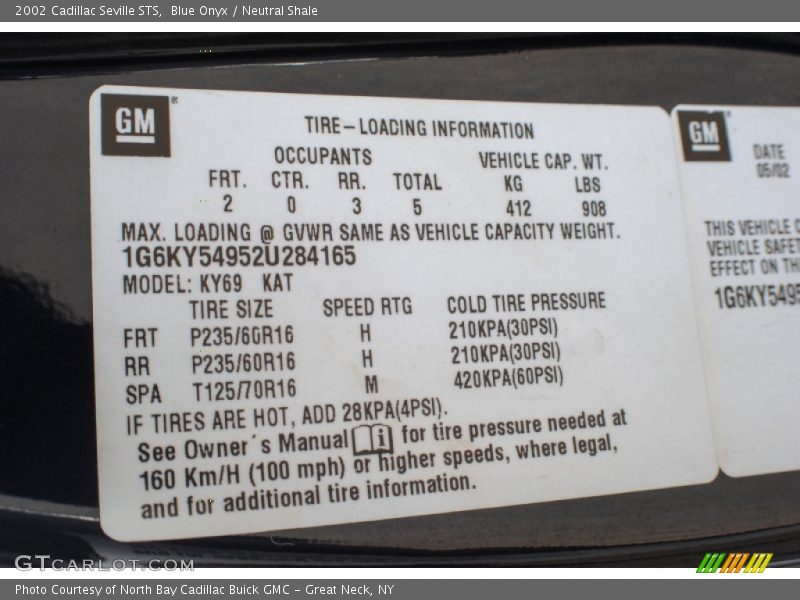 2002 Cadillac Seville STS,  Blue Onyx / Neutral Shale
GM
TIRE – LOADING INFORMATION
OCCUPANTS VEHICLE CAP. WT.
FRT. CTR. RR. TOTAL KG LBS
2 0 3 5 412 908
MAX. LOADING @ GVWR SAME AS VEHICLE CAPACITY WEIGHT.
1G6KY54952U284165
MODEL: KY69 KAT
TIRE SIZE SPEED RTG COLD TIRE PRESSURE
FRT P235/60R16 H 210KPA(30PSI)
RR P235/60R16 H 210KPA(30PSI)
SPA T125/70R16 M 420KPA(60PSI)
IF TIRES ARE HOT, ADD 28KPA(4PSI).
See Owner´s Manual for tire pressure needed at
160 Km/H (100 mph) or higher speeds, where legal,
and for additional tire information.
GM
DATE
05/02
THIS VEHICLE C
VEHICLE SAFET
EFFECT ON TH
1G6KY5495
GTCARLOT.COM
Photo Courtesy of North Bay Cadillac Buick GMC – Great Neck, NY